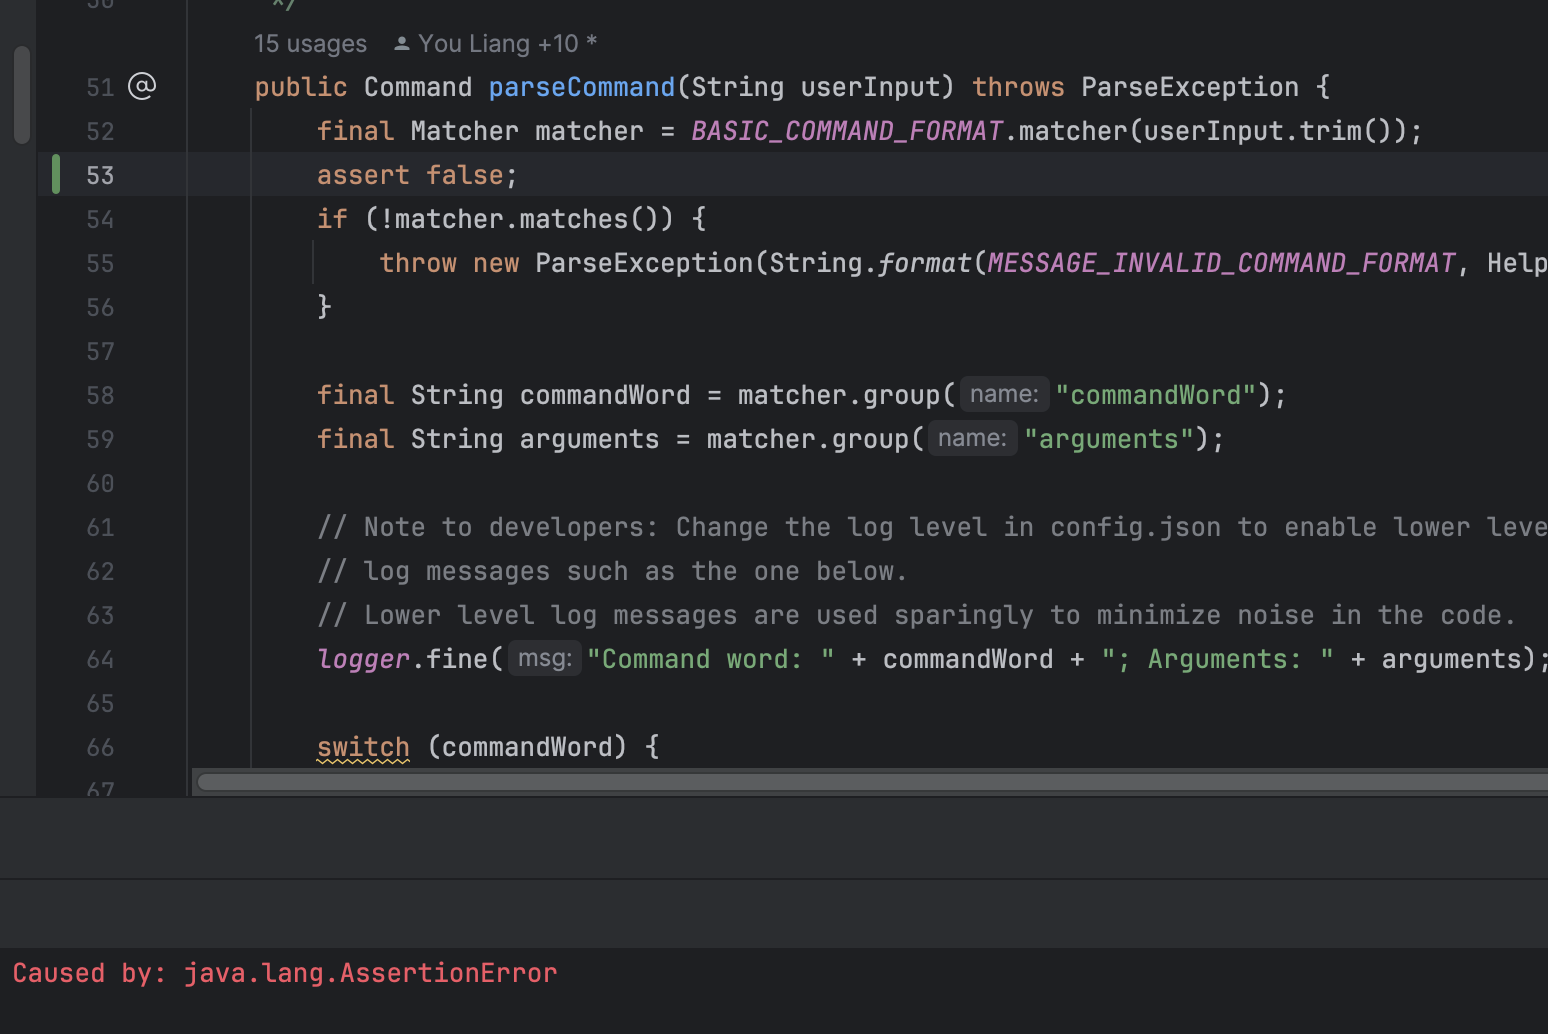 */
15 usages You Liang +10 *
51 @ public Command parseCommand(String userInput) throws ParseException {
52 final Matcher matcher = BASIC_COMMAND_FORMAT.matcher(userInput.trim());
53 assert false;
54 if (!matcher.matches()) {
55 throw new ParseException(String.format(MESSAGE_INVALID_COMMAND_FORMAT, Help
56 }
57
58 final String commandWord = matcher.group( name: "commandWord");
59 final String arguments = matcher.group( name: "arguments");
60
61 // Note to developers: Change the log level in config.json to enable lower leve
62 // log messages such as the one below.
63 // Lower level log messages are used sparingly to minimize noise in the code.
64 logger.fine( msg: "Command word: " + commandWord + "; Arguments: " + arguments);
65
66 switch (commandWord) {
67
Caused by: java.lang.AssertionError